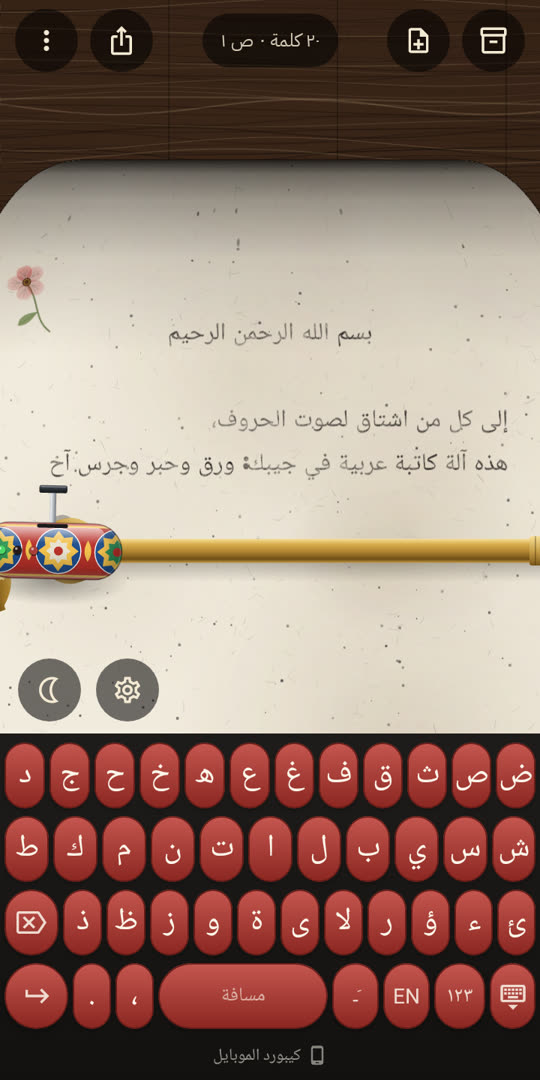 ٢٠ كلمة · ص ١
بسم الله الرحمن الرحيم
إلى كل من اشتاق لصوت الحروف،
هذه آلة كاتبة عربية في جيبك: ورق وحبر وجرس آخ
ض ص ث ق ف غ ع ه خ ح ج د
ش س ي ب ل ا ت ن م ك ط
ئ ء ؤ ر لا ى ة و ز ظ ذ
١٢٣ EN ـَ مسافة ، .
كيبورد الموبايل